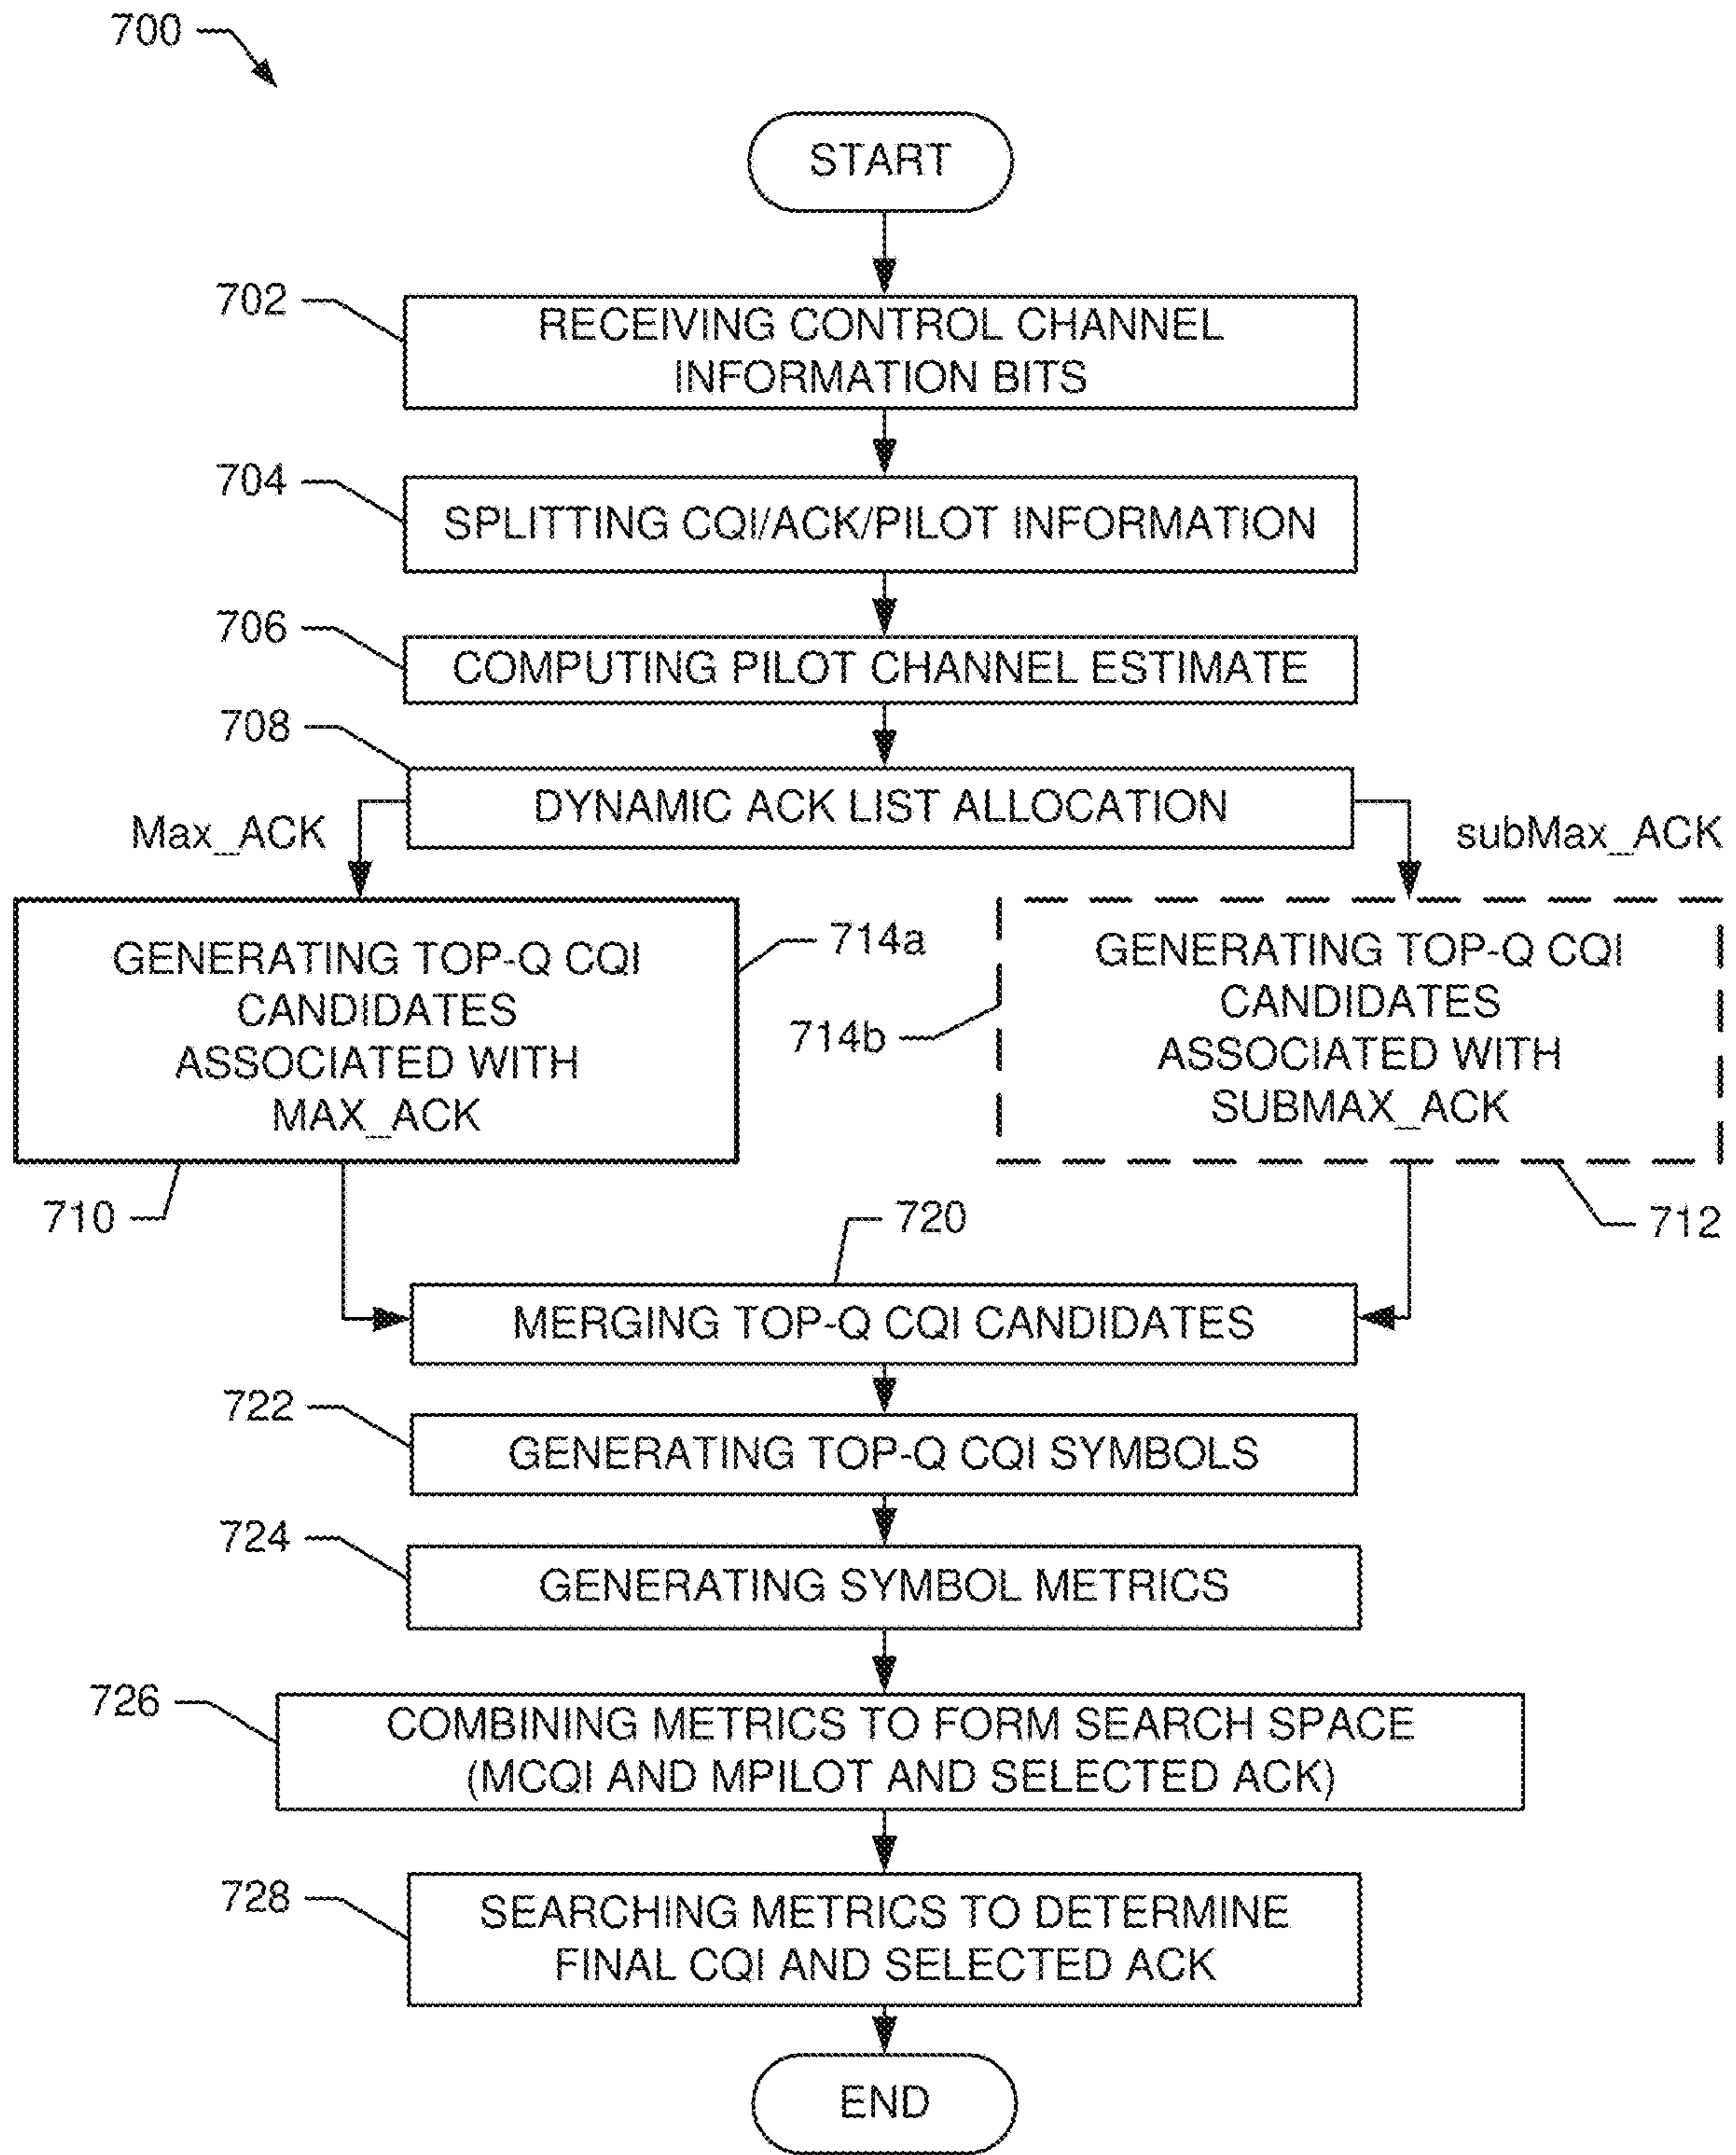 700
START
702
RECEIVING CONTROL CHANNEL
INFORMATION BITS
704
SPLITTING CQI/ACK/PILOT INFORMATION
706
COMPUTING PILOT CHANNEL ESTIMATE
708
DYNAMIC ACK LIST ALLOCATION
Max_ACK
subMax_ACK
GENERATING TOP-Q CQI
CANDIDATES
ASSOCIATED WITH
MAX_ACK
714a
714b
GENERATING TOP-Q CQI
CANDIDATES
ASSOCIATED WITH
SUBMAX_ACK
710
712
720
MERGING TOP-Q CQI CANDIDATES
722
GENERATING TOP-Q CQI SYMBOLS
724
GENERATING SYMBOL METRICS
726
COMBINING METRICS TO FORM SEARCH SPACE
(MCQI AND MPILOT AND SELECTED ACK)
728
SEARCHING METRICS TO DETERMINE
FINAL CQI AND SELECTED ACK
END